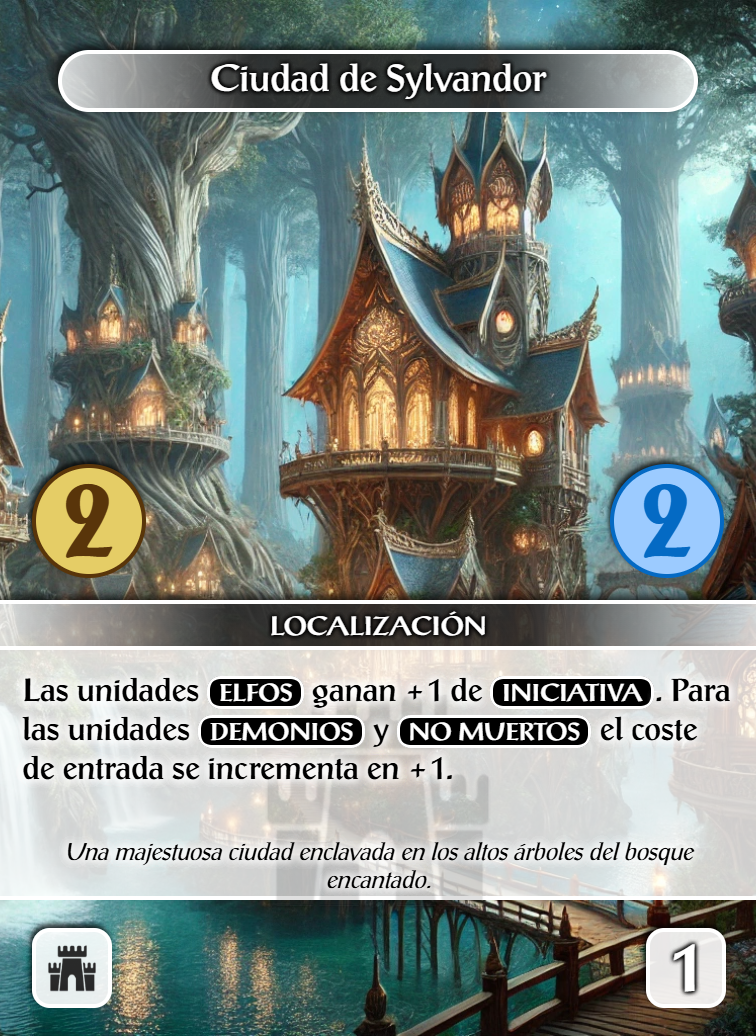 Ciudad de Sylvandor
2
2
LOCALIZACIÓN
Las unidades ELFOS ganan +1 de INICIATIVA. Para
las unidades DEMONIOS y NO MUERTOS el coste
de entrada se incrementa en +1.
Una majestuosa ciudad enclavada en los altos árboles del bosque
encantado.
1